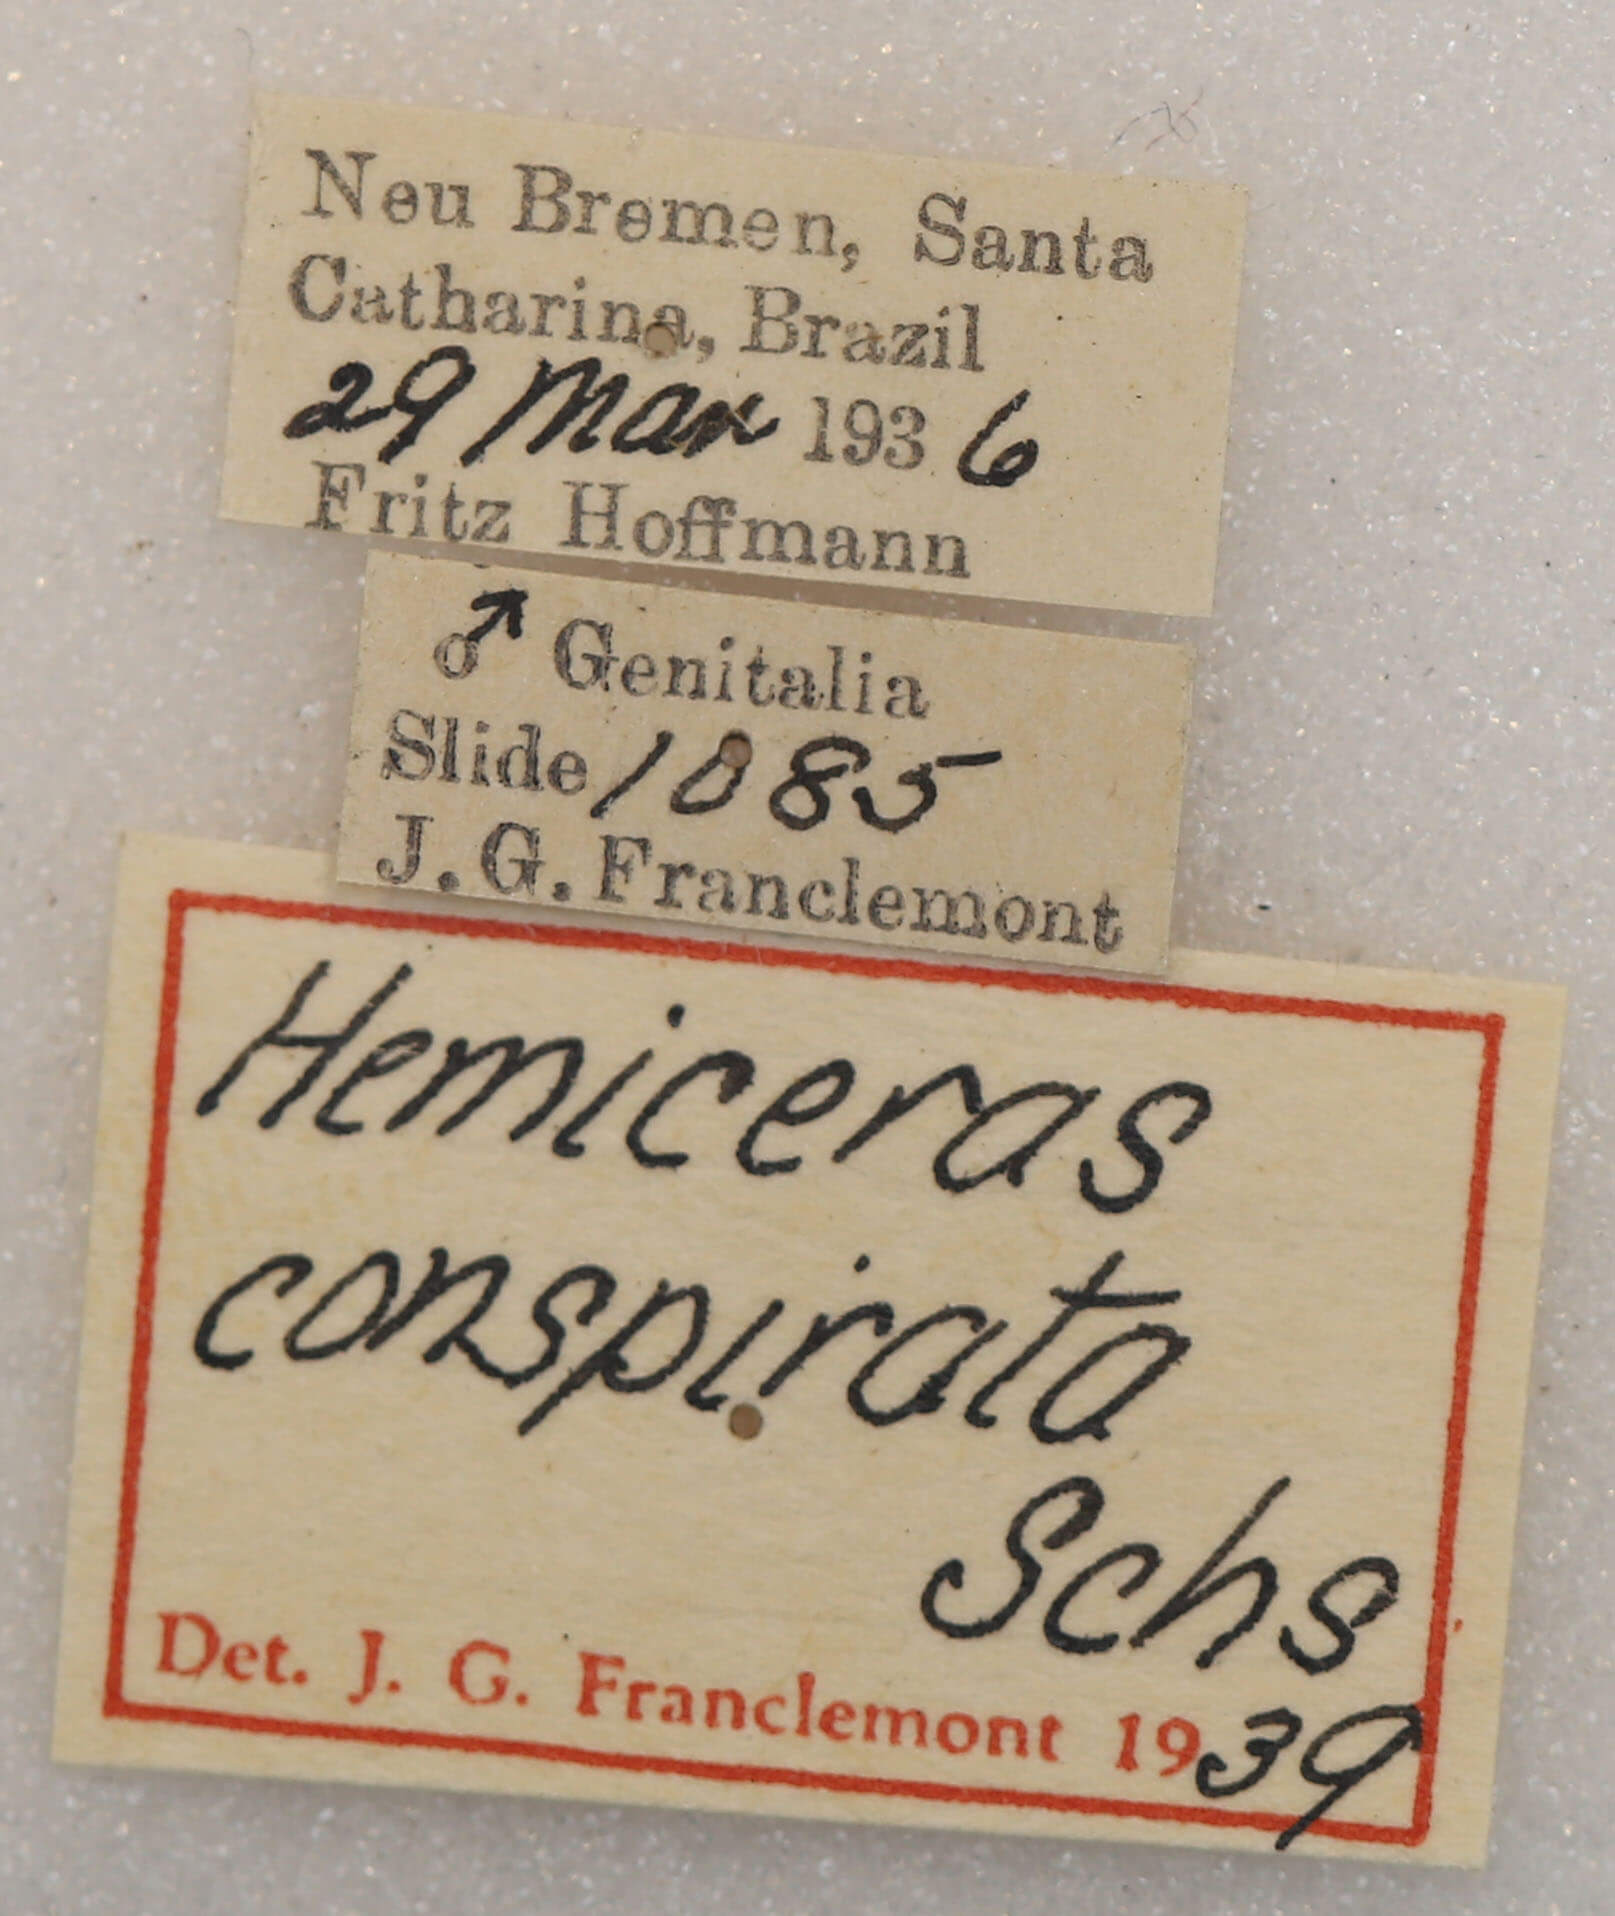 Neu Bremen, Santa
Catharina, Brazil
29 Mar 1936
Fritz Hoffmann
♂ Genitalia
Slide 1085
J. G. Franclemont
Hemiceras
conspirata
Schs
Det. J. G. Franclemont 1939